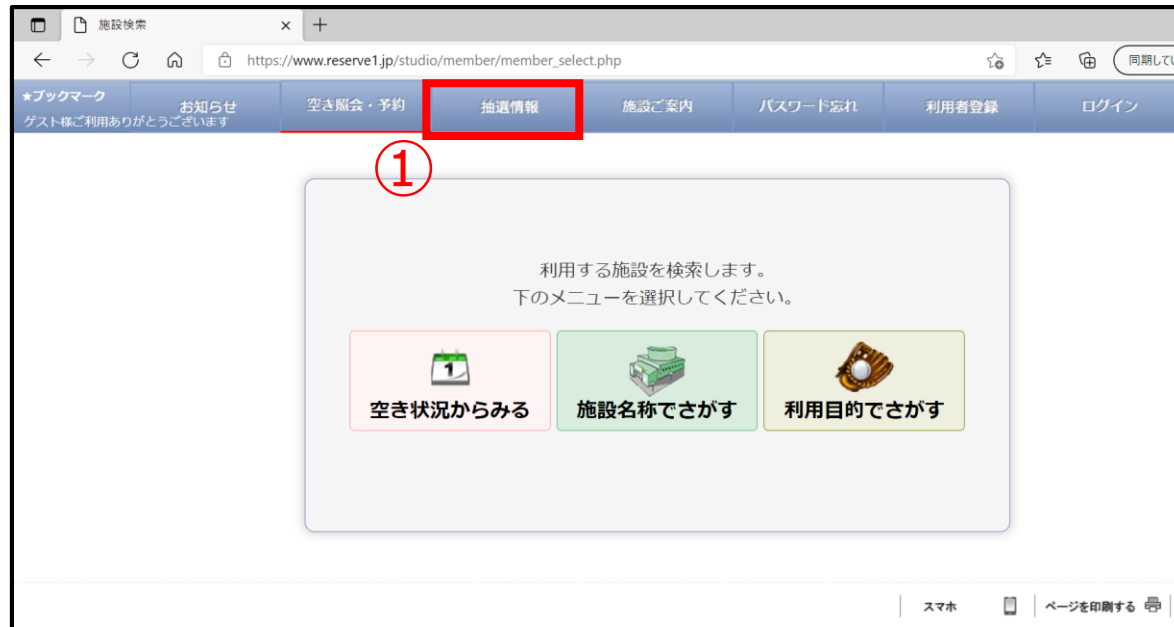 施設検索
https://www.reserve1.jp/studio/member/member_select.php
同期してい
★ブックマーク
ゲスト様ご利用ありがとうございます
お知らせ
空き照会・予約
抽選情報
施設ご案内
パスワード忘れ
利用者登録
ログイン
①
利用する施設を検索します。
下のメニューを選択してください。
1
空き状況からみる
施設名称でさがす
利用目的でさがす
スマホ
ページを印刷する